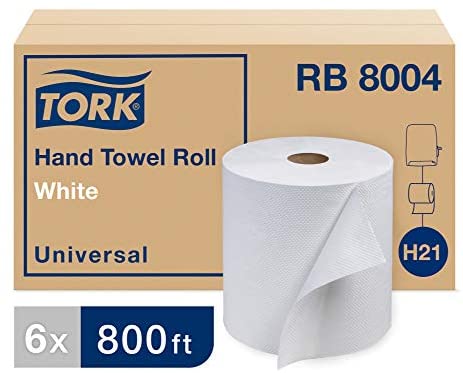 TORK
RB 8004
Hand Towel Roll
White
Universal
H21
6x 800 ft